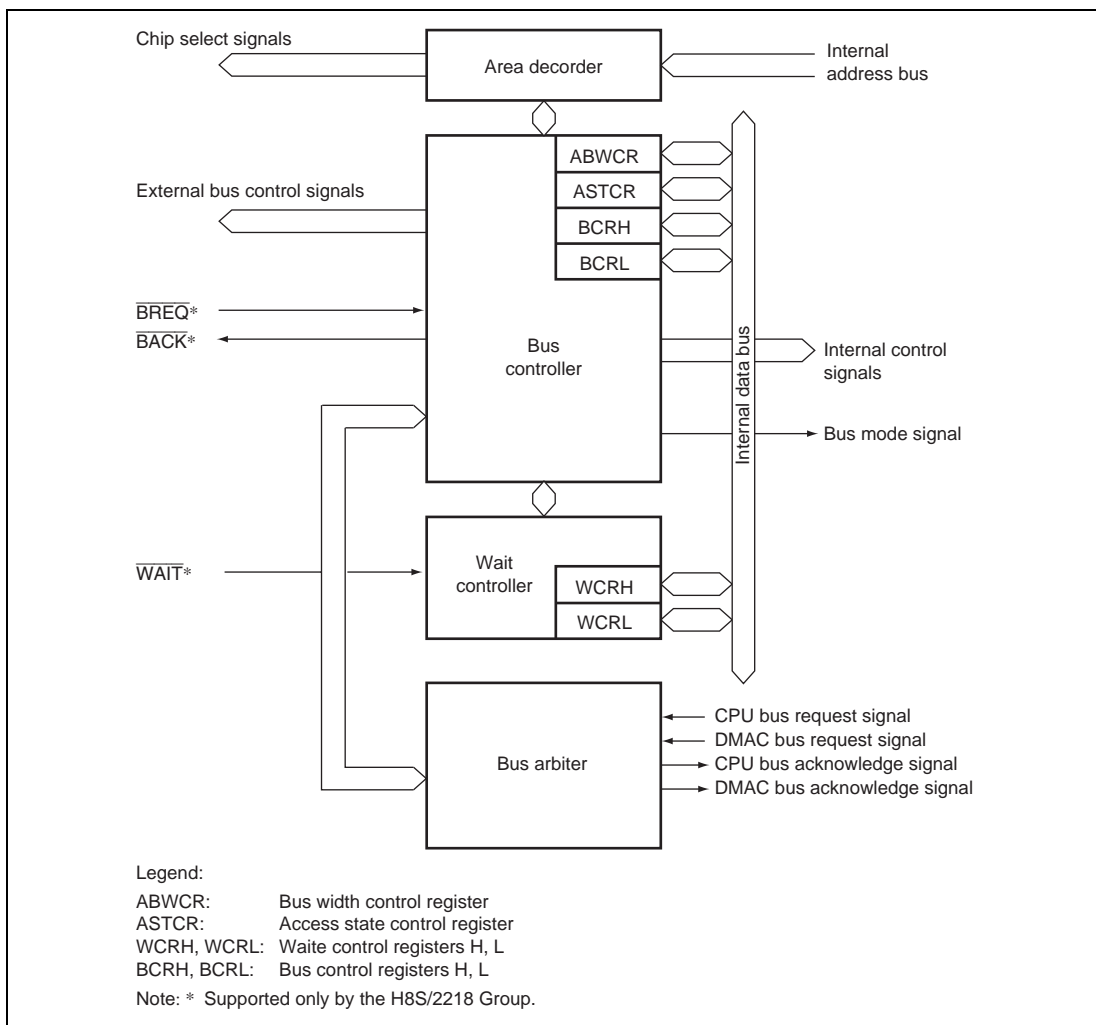 Chip select signals
Area decorder
Internal
address bus
ABWCR
ASTCR
BCRH
BCRL
External bus control signals
BREQ*
BACK*
Bus
controller
Internal data bus
Internal control
signals
Bus mode signal
WAIT*
Wait
controller
WCRH
WCRL
Bus arbiter
CPU bus request signal
DMAC bus request signal
CPU bus acknowledge signal
DMAC bus acknowledge signal
Legend:
ABWCR: Bus width control register
ASTCR: Access state control register
WCRH, WCRL: Waite control registers H, L
BCRH, BCRL: Bus control registers H, L
Note: * Supported only by the H8S/2218 Group.